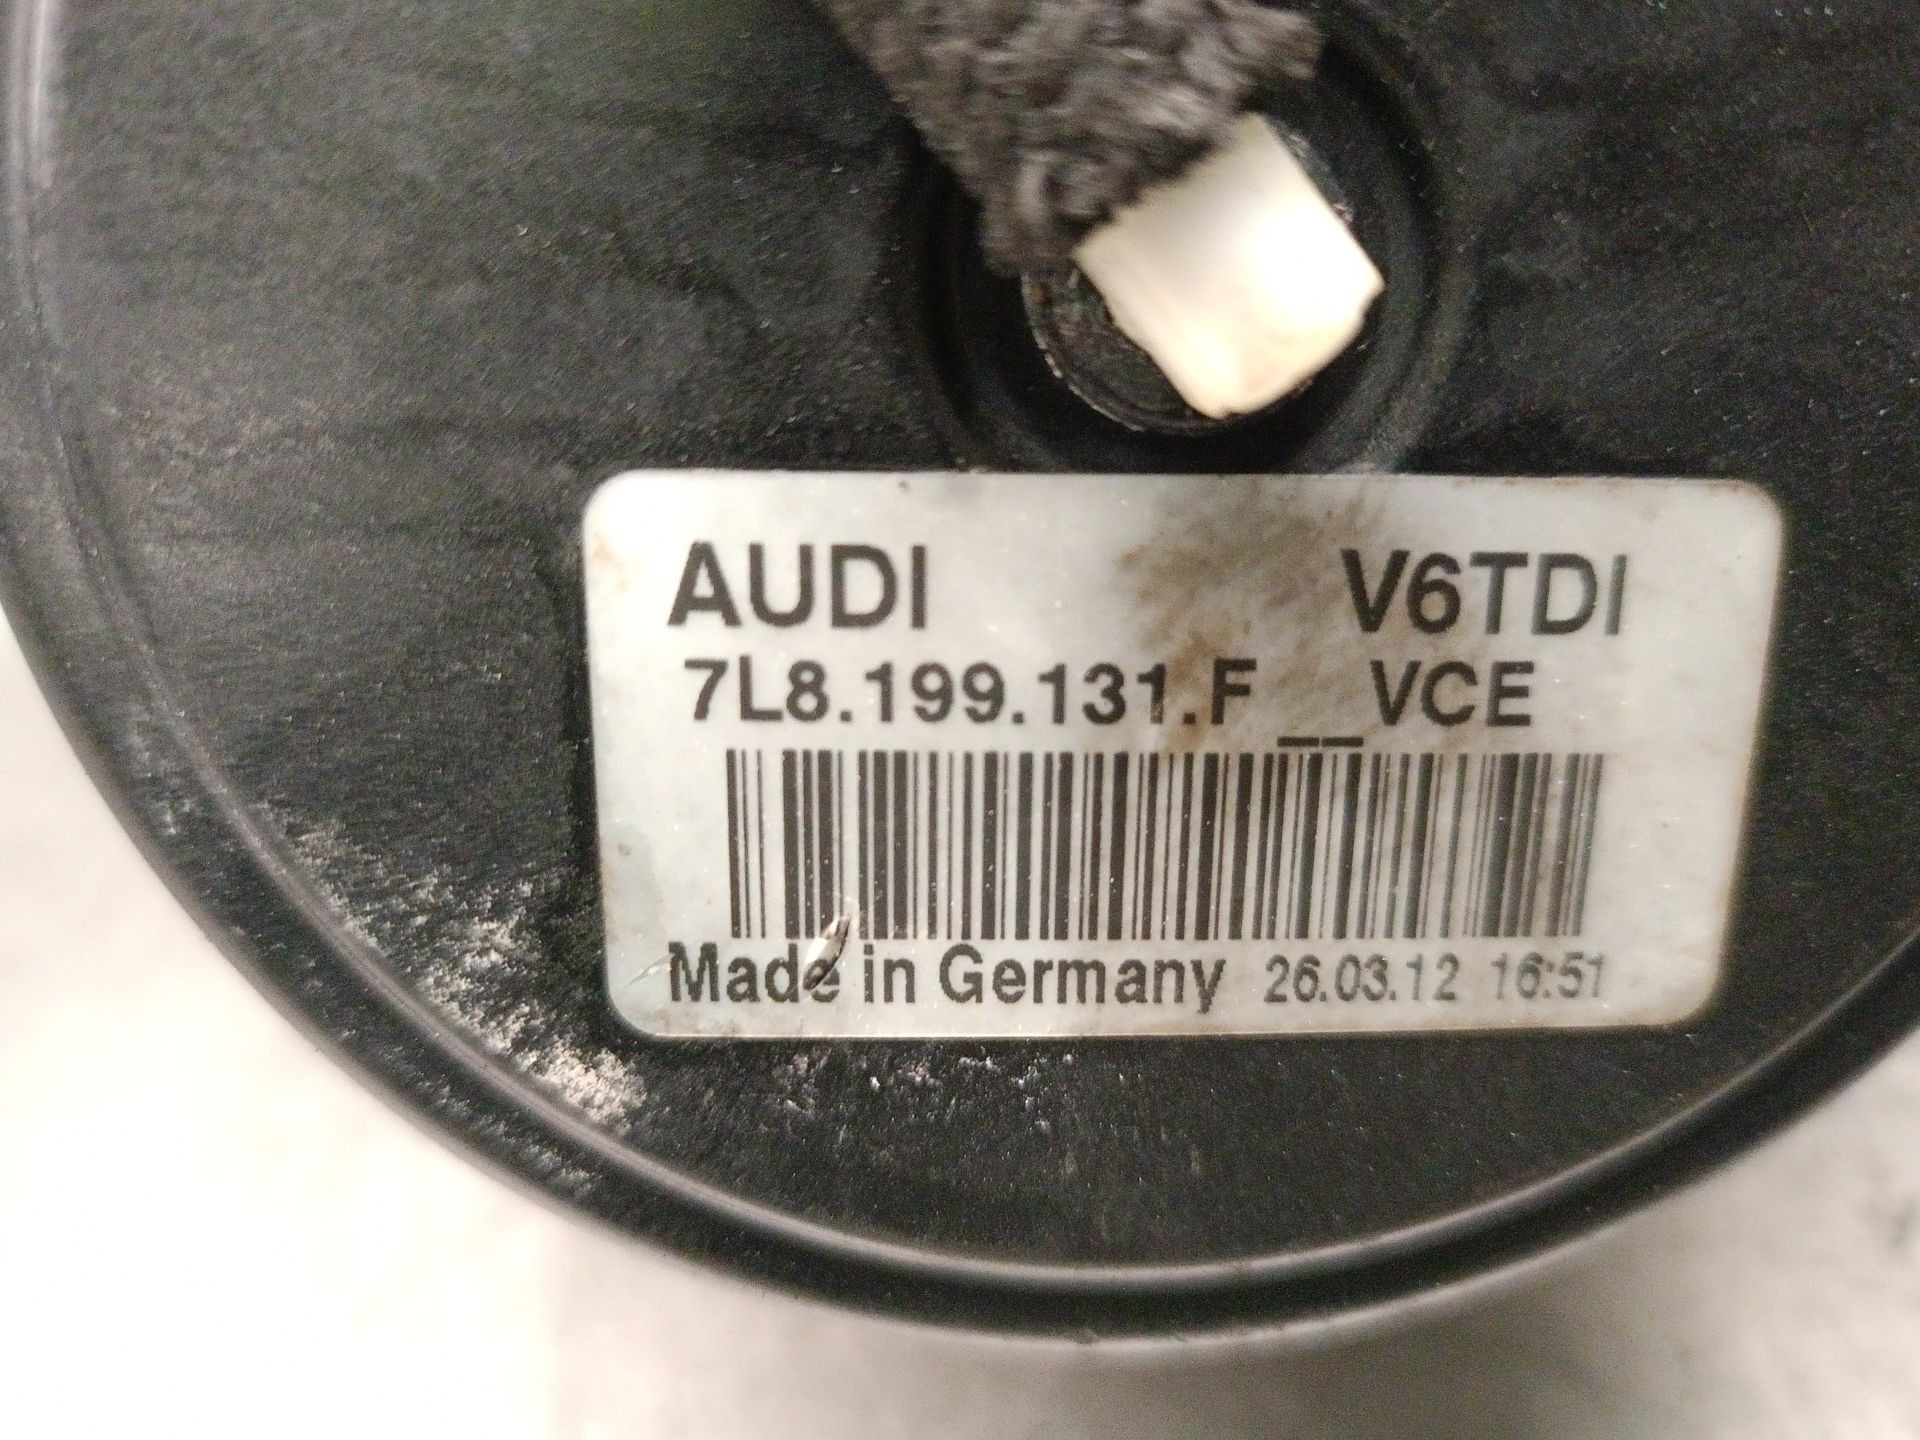 AUDI V6TDI
7L8.199.131.F__VCE
Made in Germany 26.03.12 16:51